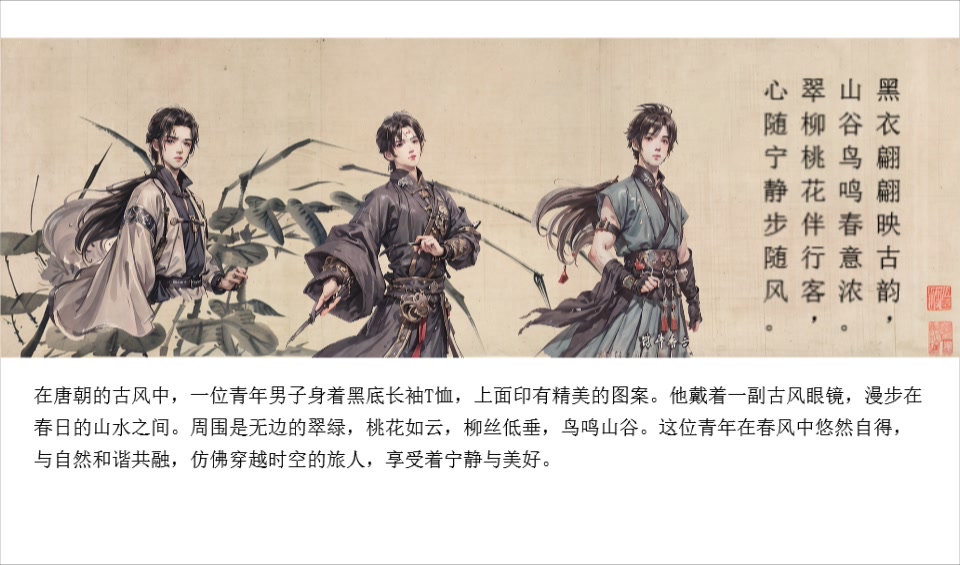 黑衣翩翩映古韵，
山谷鸟鸣春意浓。
翠柳桃花伴行客，
心随宁静步随风。
在唐朝的古风中，一位青年男子身着黑底长袖T恤，上面印有精美的图案。他戴着一副古风眼镜，漫步在
春日的山水之间。周围是无边的翠绿，桃花如云，柳丝低垂，鸟鸣山谷。这位青年在春风中悠然自得，
与自然和谐共融，仿佛穿越时空的旅人，享受着宁静与美好。